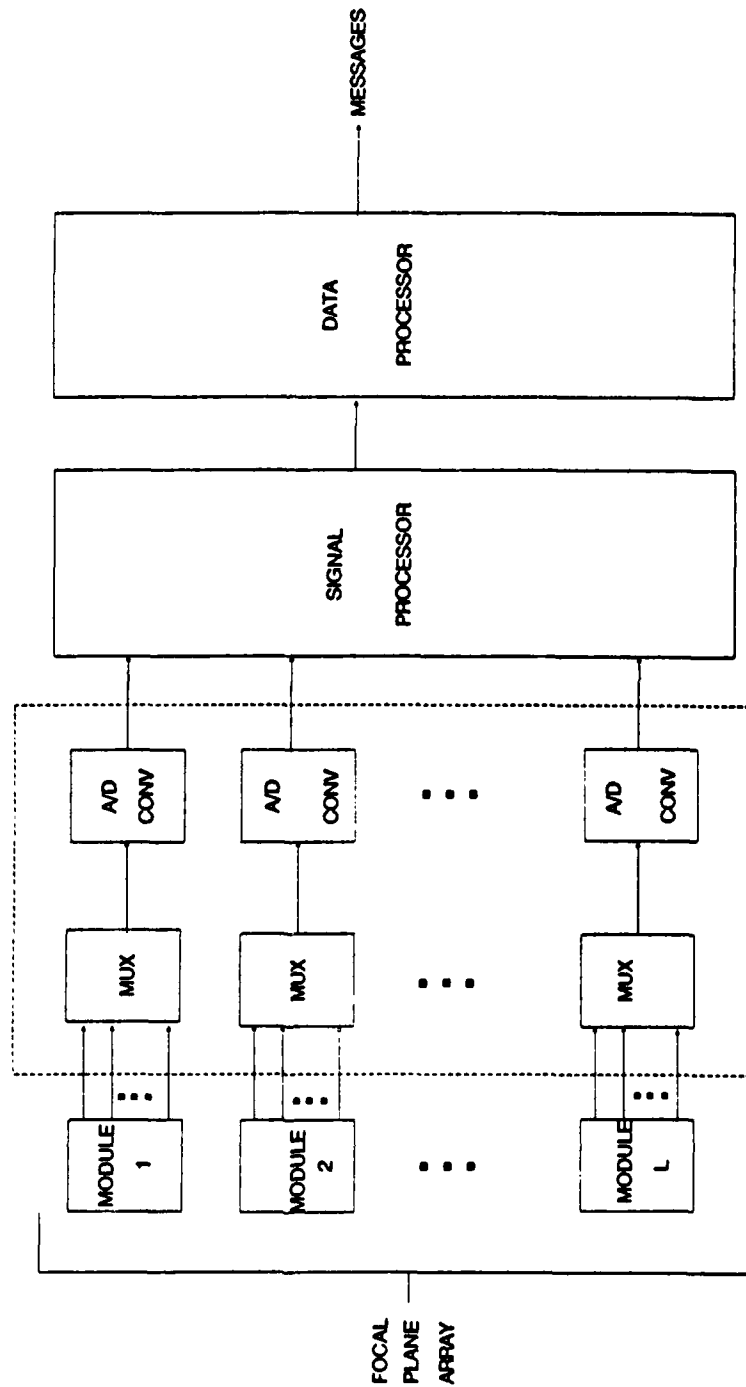 FOCAL
PLANE
ARRAY
MODULE
1
MUX
A/D
CONV
MODULE
2
MUX
A/D
CONV
MODULE
L
MUX
A/D
CONV
SIGNAL
PROCESSOR
DATA
PROCESSOR
MESSAGES